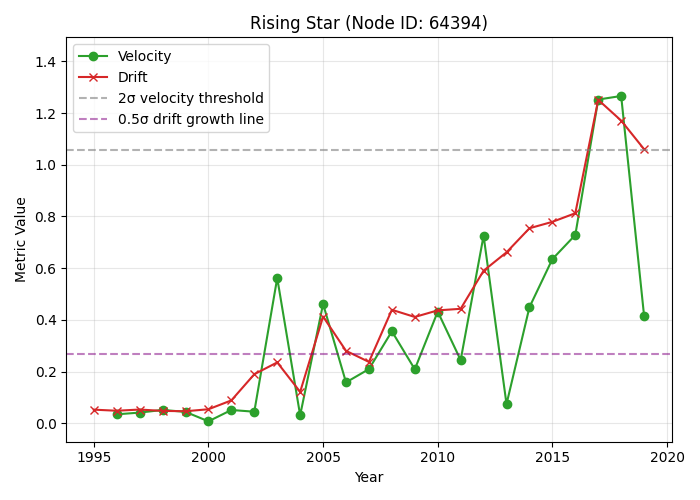 Rising Star (Node ID: 64394)
Velocity
Drift
2σ velocity threshold
0.5σ drift growth line
Metric Value
1.4
1.2
1.0
0.8
0.6
0.4
0.2
0.0
1995
2000
2005
2010
2015
2020
Year